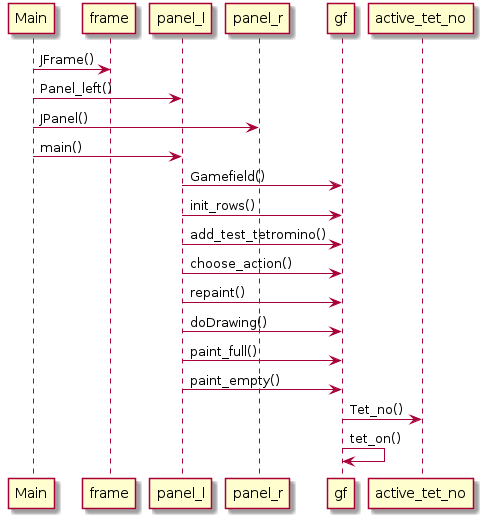 Main frame panel_l panel_r gf active_tet_no
JFrame()
Panel_left()
JPanel()
main()
Gamefield()
init_rows()
add_test_tetromino()
choose_action()
repaint()
doDrawing()
paint_full()
paint_empty()
Tet_no()
tet_on()
Main frame panel_l panel_r gf active_tet_no